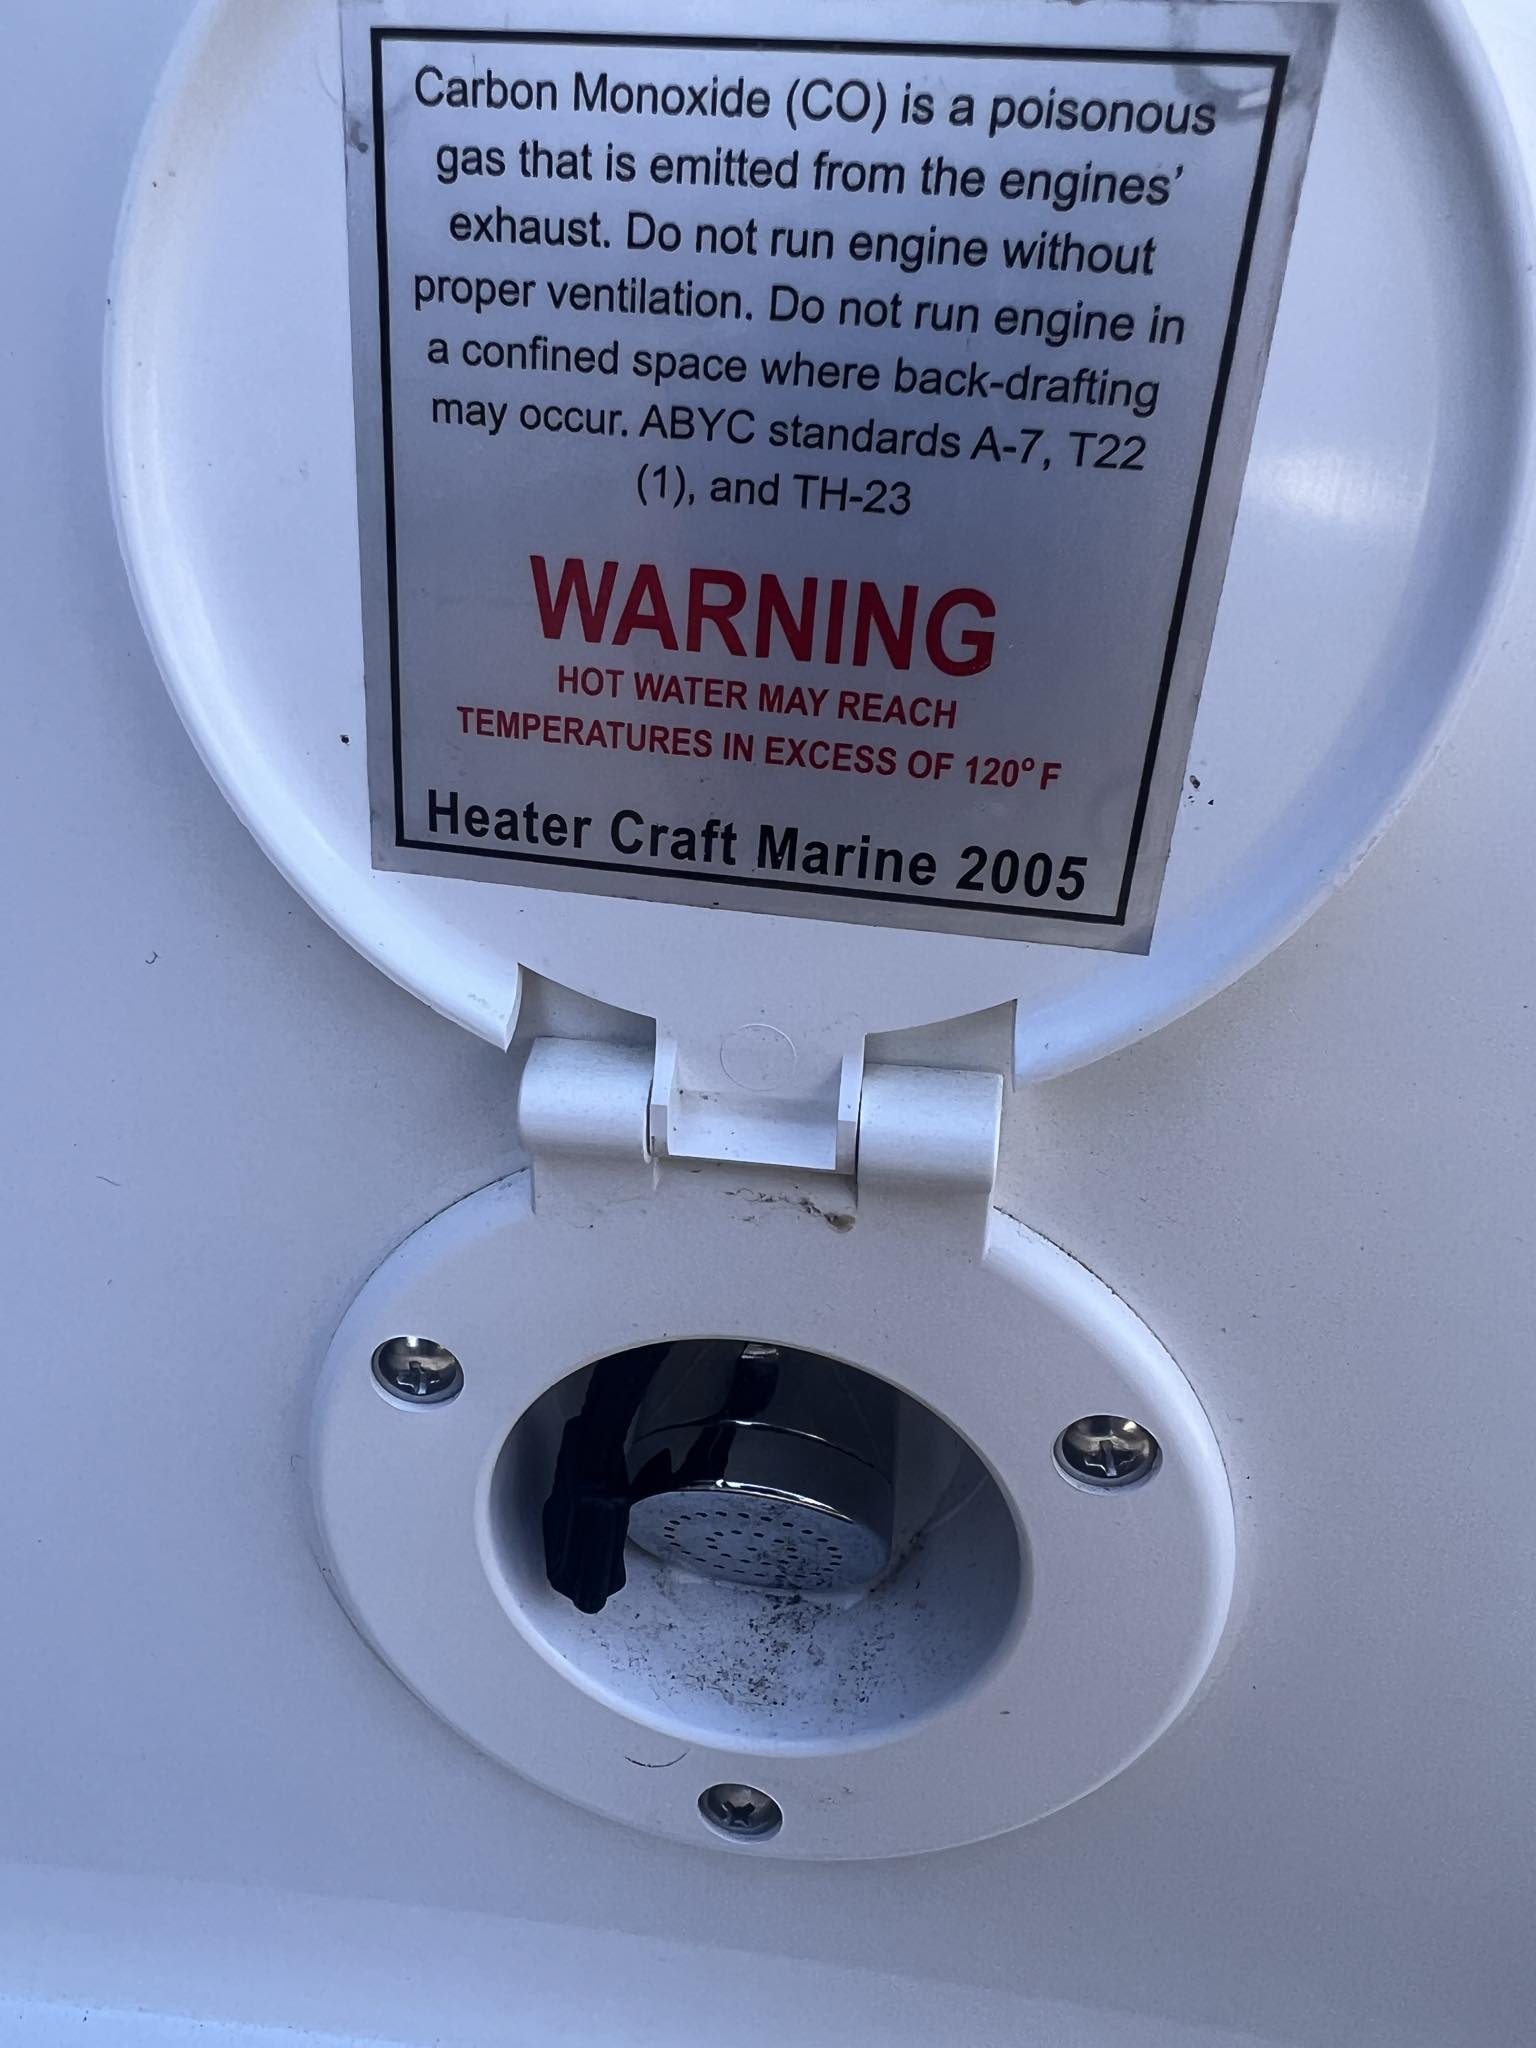 Carbon Monoxide (CO) is a poisonous
gas that is emitted from the engines’
exhaust. Do not run engine without
proper ventilation. Do not run engine in
a confined space where back-drafting
may occur. ABYC standards A-7, T22
(1), and TH-23
WARNING
HOT WATER MAY REACH
TEMPERATURES IN EXCESS OF 120° F
Heater Craft Marine 2005